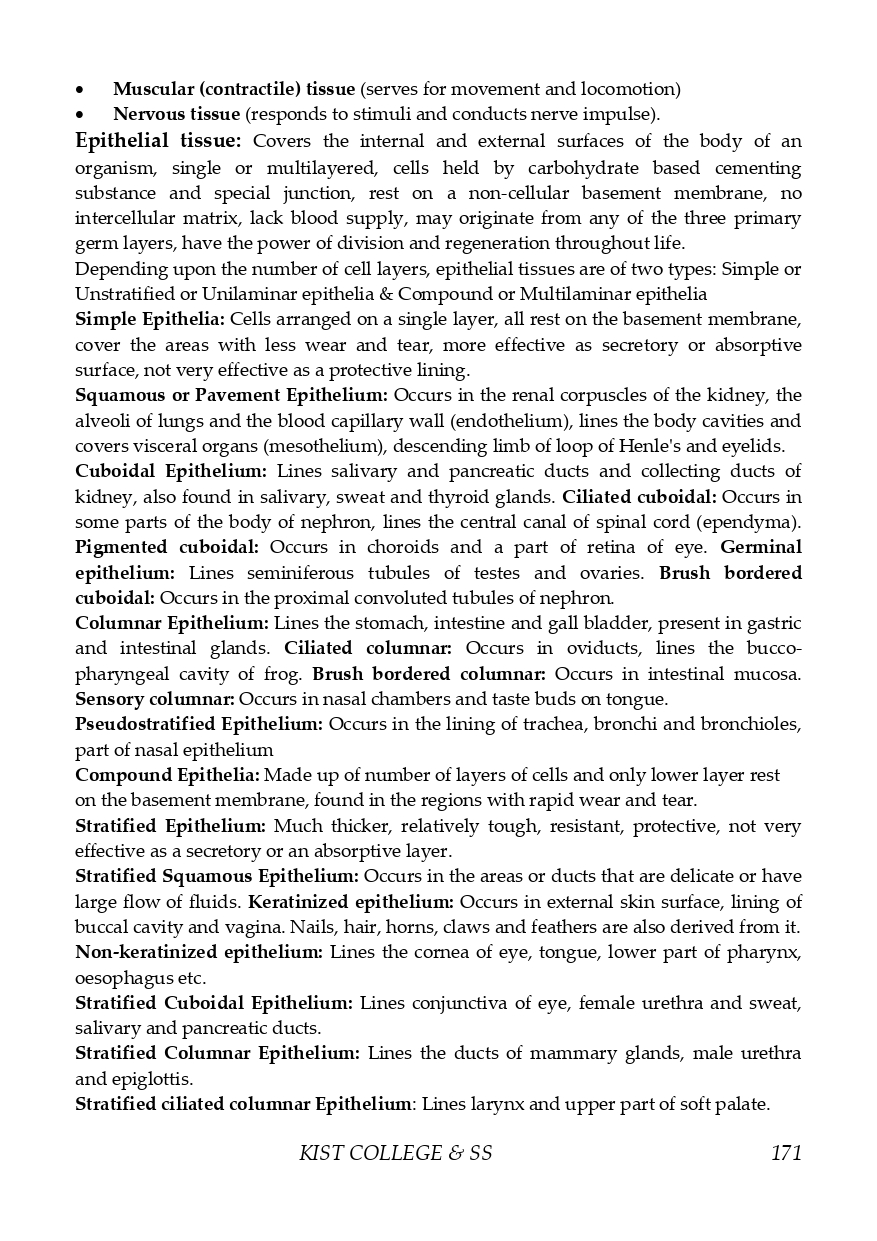 • Muscular (contractile) tissue (serves for movement and locomotion)
• Nervous tissue (responds to stimuli and conducts nerve impulse).
Epithelial tissue: Covers the internal and external surfaces of the body of an
organism, single or multilayered, cells held by carbohydrate based cementing
substance and special junction, rest on a non-cellular basement membrane, no
intercellular matrix, lack blood supply, may originate from any of the three primary
germ layers, have the power of division and regeneration throughout life.
Depending upon the number of cell layers, epithelial tissues are of two types: Simple or
Unstratified or Unilaminar epithelia & Compound or Multilaminar epithelia
Simple Epithelia: Cells arranged on a single layer, all rest on the basement membrane,
cover the areas with less wear and tear, more effective as secretory or absorptive
surface, not very effective as a protective lining.
Squamous or Pavement Epithelium: Occurs in the renal corpuscles of the kidney, the
alveoli of lungs and the blood capillary wall (endothelium), lines the body cavities and
covers visceral organs (mesothelium), descending limb of loop of Henle's and eyelids.
Cuboidal Epithelium: Lines salivary and pancreatic ducts and collecting ducts of
kidney, also found in salivary, sweat and thyroid glands. Ciliated cuboidal: Occurs in
some parts of the body of nephron, lines the central canal of spinal cord (ependyma).
Pigmented cuboidal: Occurs in choroids and a part of retina of eye. Germinal
epithelium: Lines seminiferous tubules of testes and ovaries. Brush bordered
cuboidal: Occurs in the proximal convoluted tubules of nephron.
Columnar Epithelium: Lines the stomach, intestine and gall bladder, present in gastric
and intestinal glands. Ciliated columnar: Occurs in oviducts, lines the bucco-
pharyngeal cavity of frog. Brush bordered columnar: Occurs in intestinal mucosa.
Sensory columnar: Occurs in nasal chambers and taste buds on tongue.
Pseudostratified Epithelium: Occurs in the lining of trachea, bronchi and bronchioles,
part of nasal epithelium
Compound Epithelia: Made up of number of layers of cells and only lower layer rest
on the basement membrane, found in the regions with rapid wear and tear.
Stratified Epithelium: Much thicker, relatively tough, resistant, protective, not very
effective as a secretory or an absorptive layer.
Stratified Squamous Epithelium: Occurs in the areas or ducts that are delicate or have
large flow of fluids. Keratinized epithelium: Occurs in external skin surface, lining of
buccal cavity and vagina. Nails, hair, horns, claws and feathers are also derived from it.
Non-keratinized epithelium: Lines the cornea of eye, tongue, lower part of pharynx,
oesophagus etc.
Stratified Cuboidal Epithelium: Lines conjunctiva of eye, female urethra and sweat,
salivary and pancreatic ducts.
Stratified Columnar Epithelium: Lines the ducts of mammary glands, male urethra
and epiglottis.
Stratified ciliated columnar Epithelium: Lines larynx and upper part of soft palate.
KIST COLLEGE & SS 171